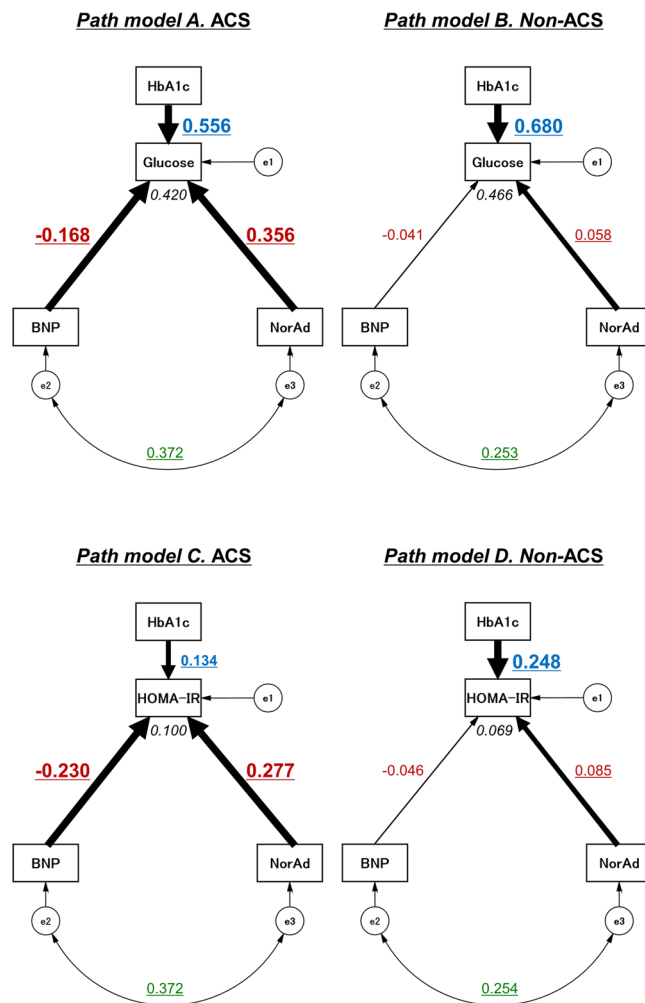 Path model A. ACS
HbA1c
0.556
Glucose
e1
0.420
-0.168
0.356
BNP
NorAd
e2
e3
0.372
Path model B. Non-ACS
HbA1c
0.680
Glucose
e1
0.466
-0.041
0.058
BNP
NorAd
e2
e3
0.253
Path model C. ACS
HbA1c
0.134
HOMA-IR
e1
0.100
-0.230
0.277
BNP
NorAd
e2
e3
0.372
Path model D. Non-ACS
HbA1c
0.248
HOMA-IR
e1
0.069
-0.046
0.085
BNP
NorAd
e2
e3
0.254